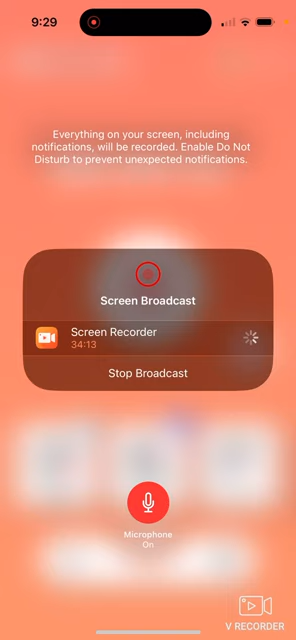 9:29
Everything on your screen, including
notifications, will be recorded. Enable Do Not
Disturb to prevent unexpected notifications.
Screen Broadcast
Screen Recorder
34:13
Stop Broadcast
Microphone
On
V RECORDER